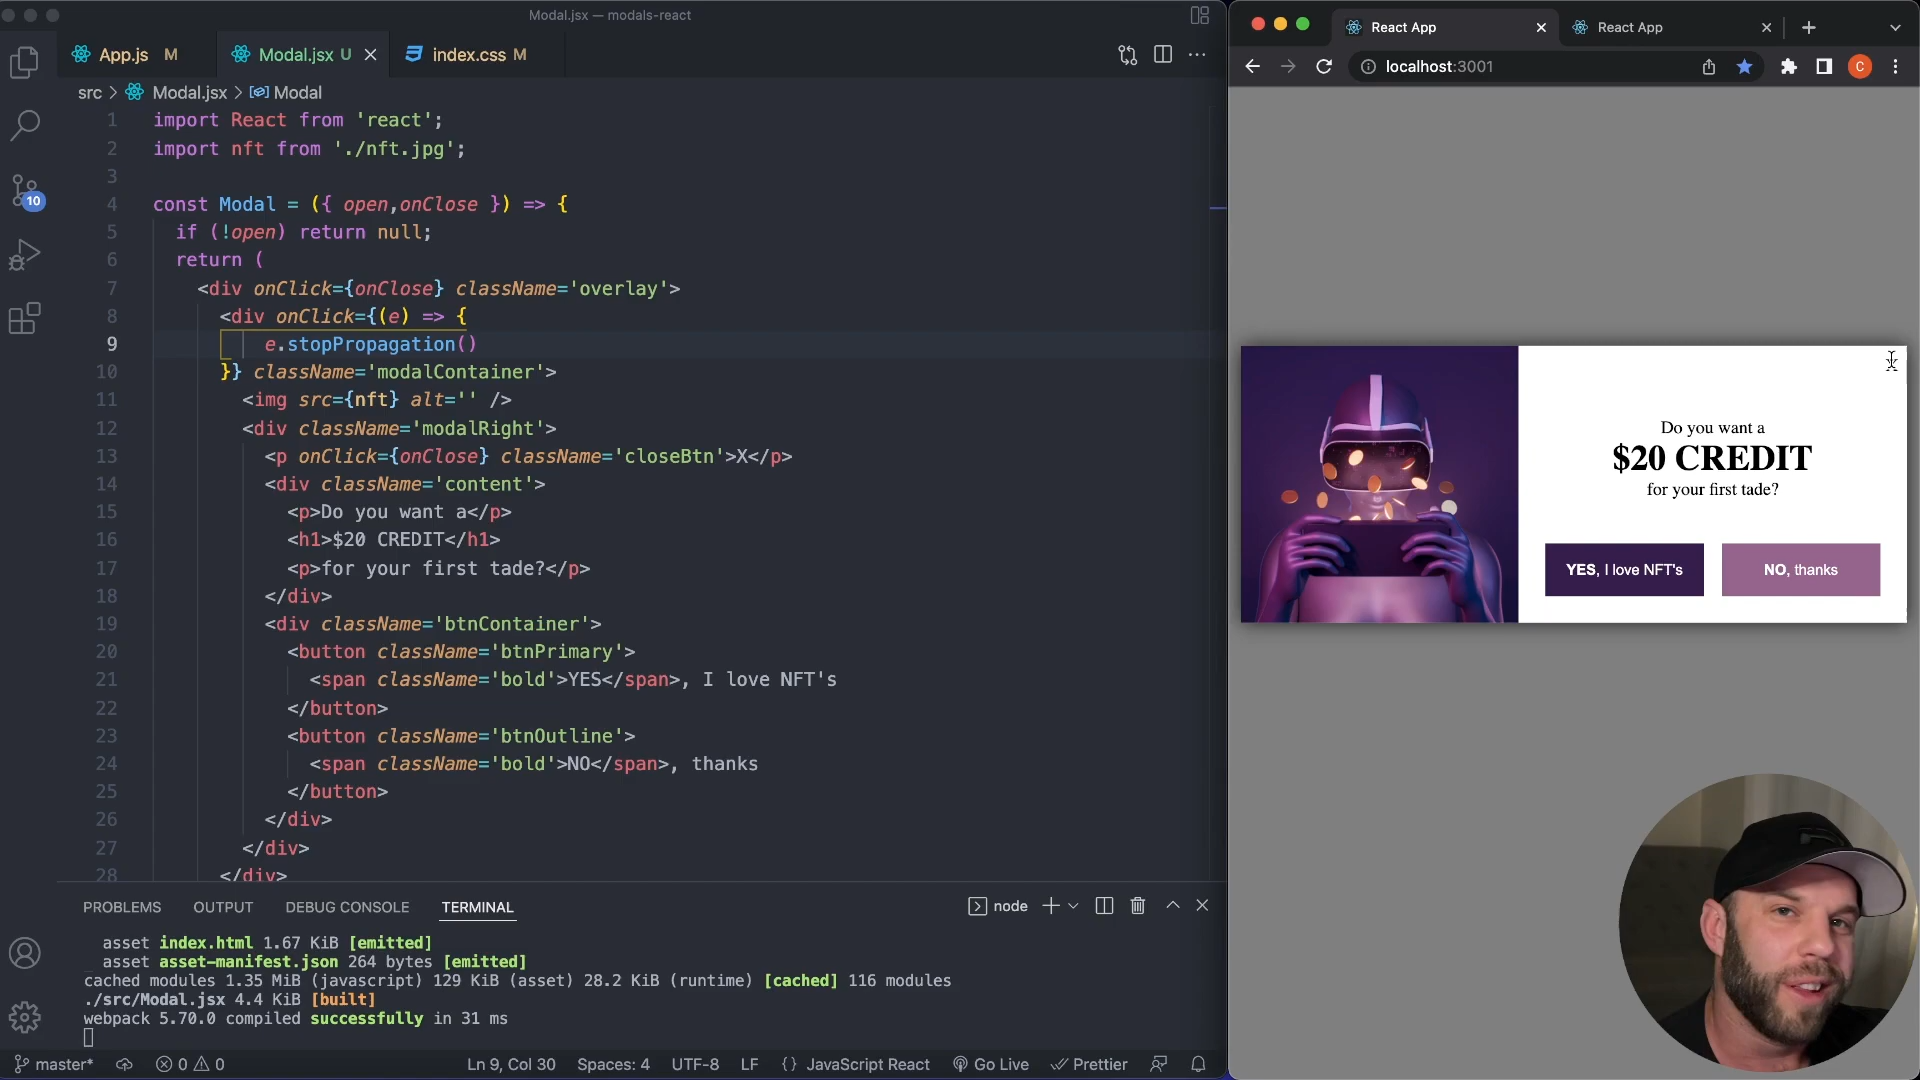 Modal.jsx — modals-react
App.js M
Modal.jsx U
index.css M
src > Modal.jsx > Modal
1 import React from 'react';
2 import nft from './nft.jpg';
3
4 const Modal = ({ open,onClose }) => {
5 if (!open) return null;
6 return (
7 <div onClick={onClose} className='overlay'>
8 <div onClick={(e) => {
9 e.stopPropagation()
10 }} className='modalContainer'>
11 <img src={nft} alt='' />
12 <div className='modalRight'>
13 <p onClick={onClose} className='closeBtn'>X</p>
14 <div className='content'>
15 <p>Do you want a</p>
16 <h1>$20 CREDIT</h1>
17 <p>for your first tade?</p>
18 </div>
19 <div className='btnContainer'>
20 <button className='btnPrimary'>
21 <span className='bold'>YES</span>, I love NFT's
22 </button>
23 <button className='btnOutline'>
24 <span className='bold'>NO</span>, thanks
25 </button>
26 </div>
27 </div>
28 </div>
10
PROBLEMS OUTPUT DEBUG CONSOLE TERMINAL
node
asset index.html 1.67 KiB [emitted]
asset asset-manifest.json 264 bytes [emitted]
cached modules 1.35 MiB (javascript) 129 KiB (asset) 28.2 KiB (runtime) [cached] 116 modules
./src/Modal.jsx 4.4 KiB [built]
webpack 5.70.0 compiled successfully in 31 ms
master* 0 0 Ln 9, Col 30 Spaces: 4 UTF-8 LF {} JavaScript React Go Live Prettier
React App
React App
localhost:3001
C
Do you want a
$20 CREDIT
for your first tade?
YES, I love NFT's
NO, thanks